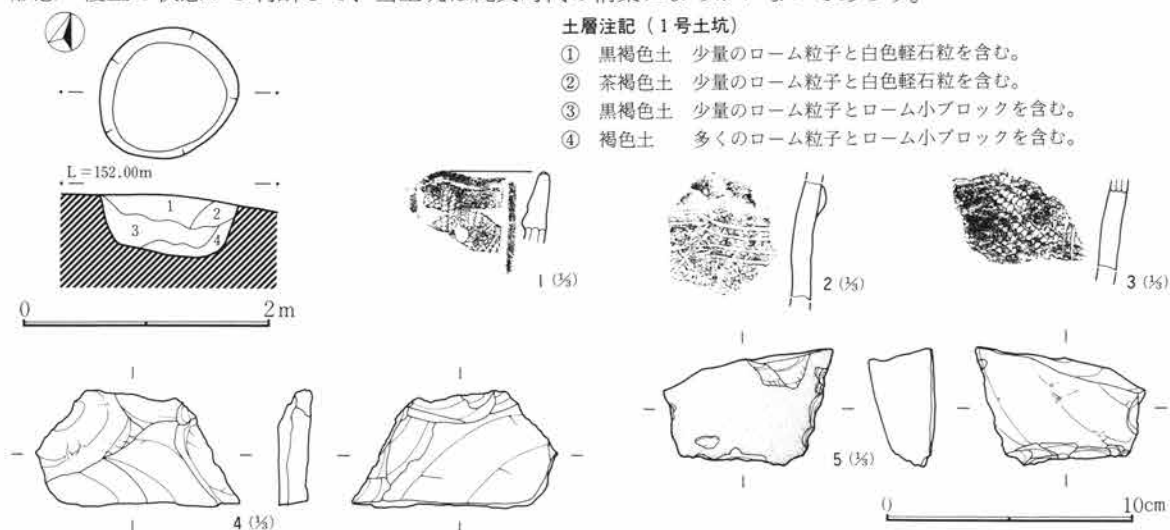 土層注記（1号土坑）
① 黒褐色土 少量のローム粒子と白色軽石粒を含む。
② 茶褐色土 少量のローム粒子と白色軽石粒を含む。
③ 黒褐色土 少量のローム粒子とローム小ブロックを含む。
④ 褐色土 多くのローム粒子とローム小ブロックを含む。
L=152.00m
1
2
3
4
0 2m
1 (⅓)
2 (⅓)
3 (⅓)
4 (⅓)
5 (⅓)
0 10cm